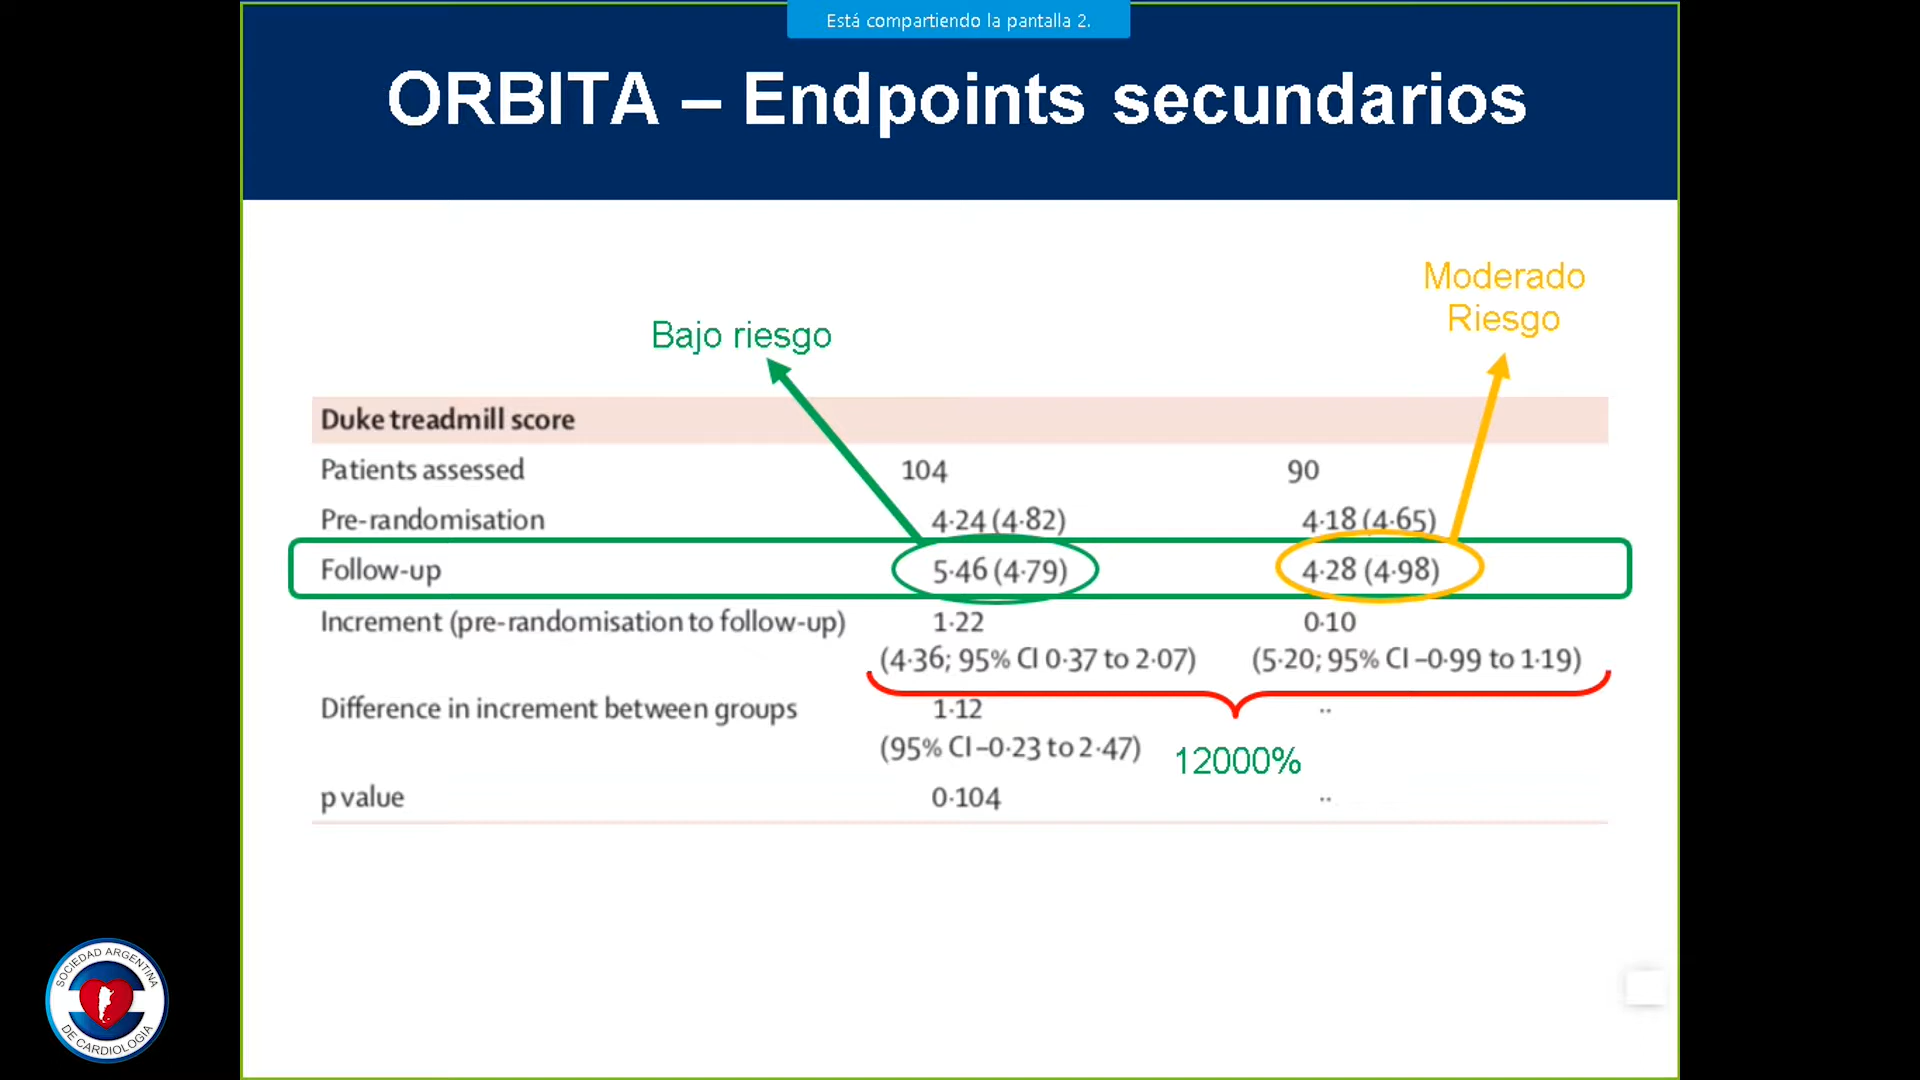 Está compartiendo la pantalla 2.
ORBITA – Endpoints secundarios
Moderado
Riesgo
Bajo riesgo
Duke treadmill score
Patients assessed 104 90
Pre-randomisation 4·24 (4·82) 4·18 (4·65)
Follow-up 5·46 (4·79) 4·28 (4·98)
Increment (pre-randomisation to follow-up) 1·22 0·10
(4·36; 95% CI 0·37 to 2·07) (5·20; 95% CI –0·99 to 1·19)
Difference in increment between groups 1·12 ··
(95% CI –0·23 to 2·47)
12000%
p value 0·104 ··
SOCIEDAD ARGENTINA
DE CARDIOLOGIA